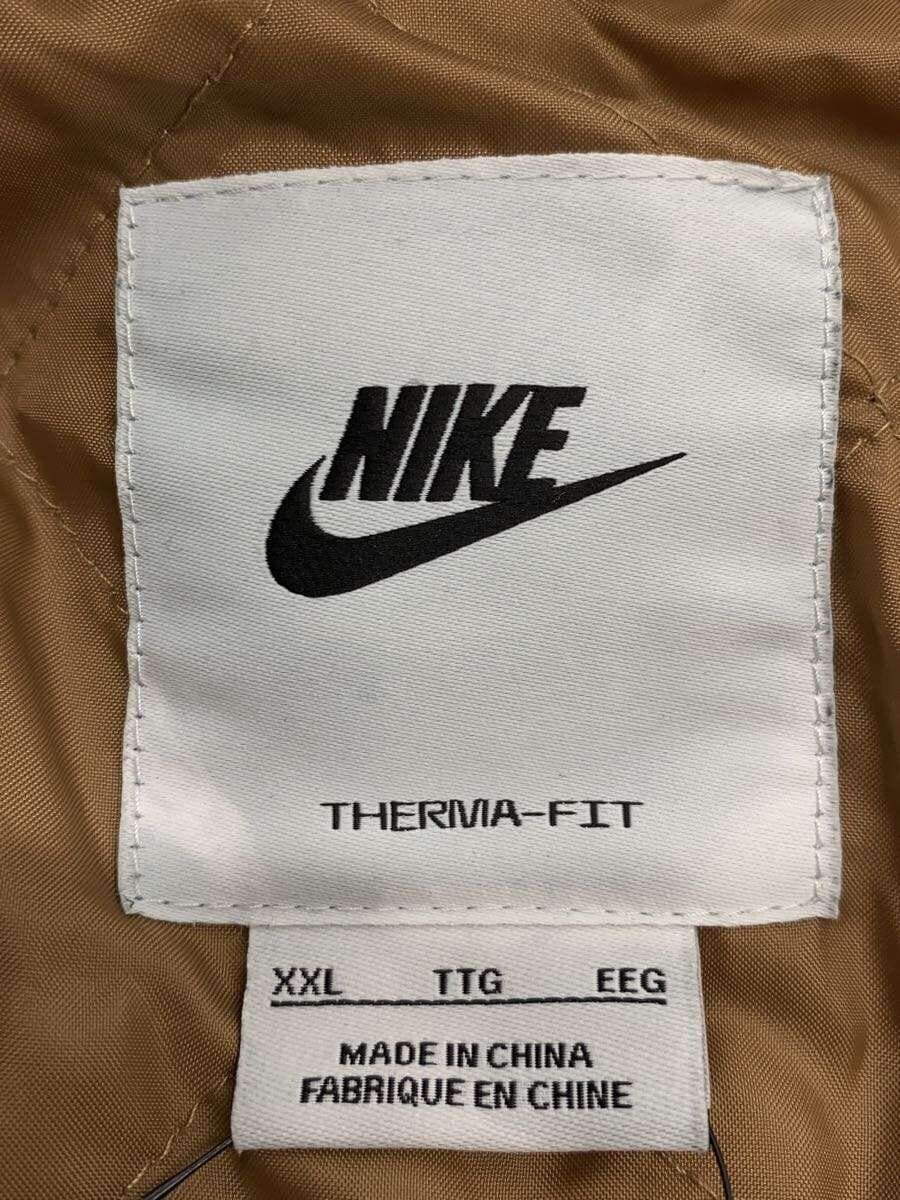 NIKE
THERMA-FIT
XXL TTG EEG
MADE IN CHINA
FABRIQUE EN CHINE